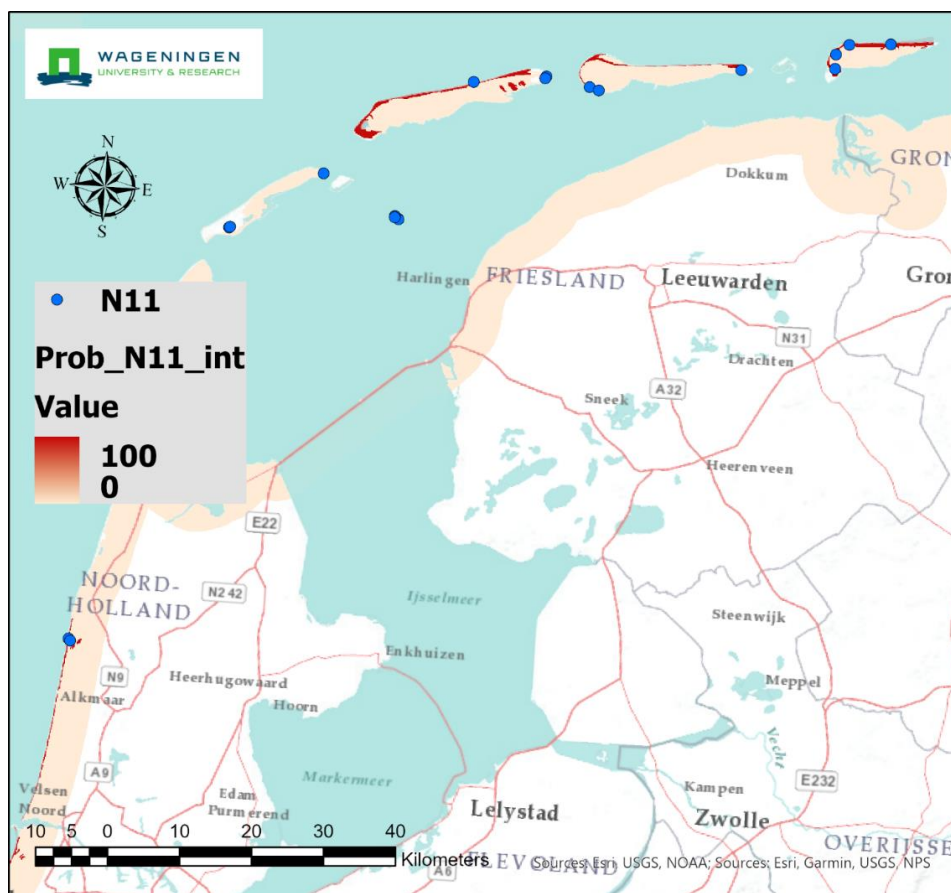 WAGENINGEN
UNIVERSITY & RESEARCH
N
W E
S
GRON
Dokkum
Harlingen
FRIESLAND
Leeuwarden
Gron
N11
Prob_N11_int
Value
100
0
N31
Drachten
A32
Sneek
Heerenveen
E22
NOORD-
HOLLAND
N242
Ijsselmeer
Steenwijk
Enkhuizen
N9
Heerhugowaard
Meppel
Alkmaar
Hoorn
Vecht
A9
Markermeer
E232
Velsen
Noord
Edam
Purmerend
Kampen
Lelystad
Zwolle
10 5 0 10 20 30 40
Kilometers
OVERIJSSE
FLEVOLAND
A6
Sources: Esri, USGS, NOAA; Sources: Esri, Garmin, USGS, NPS